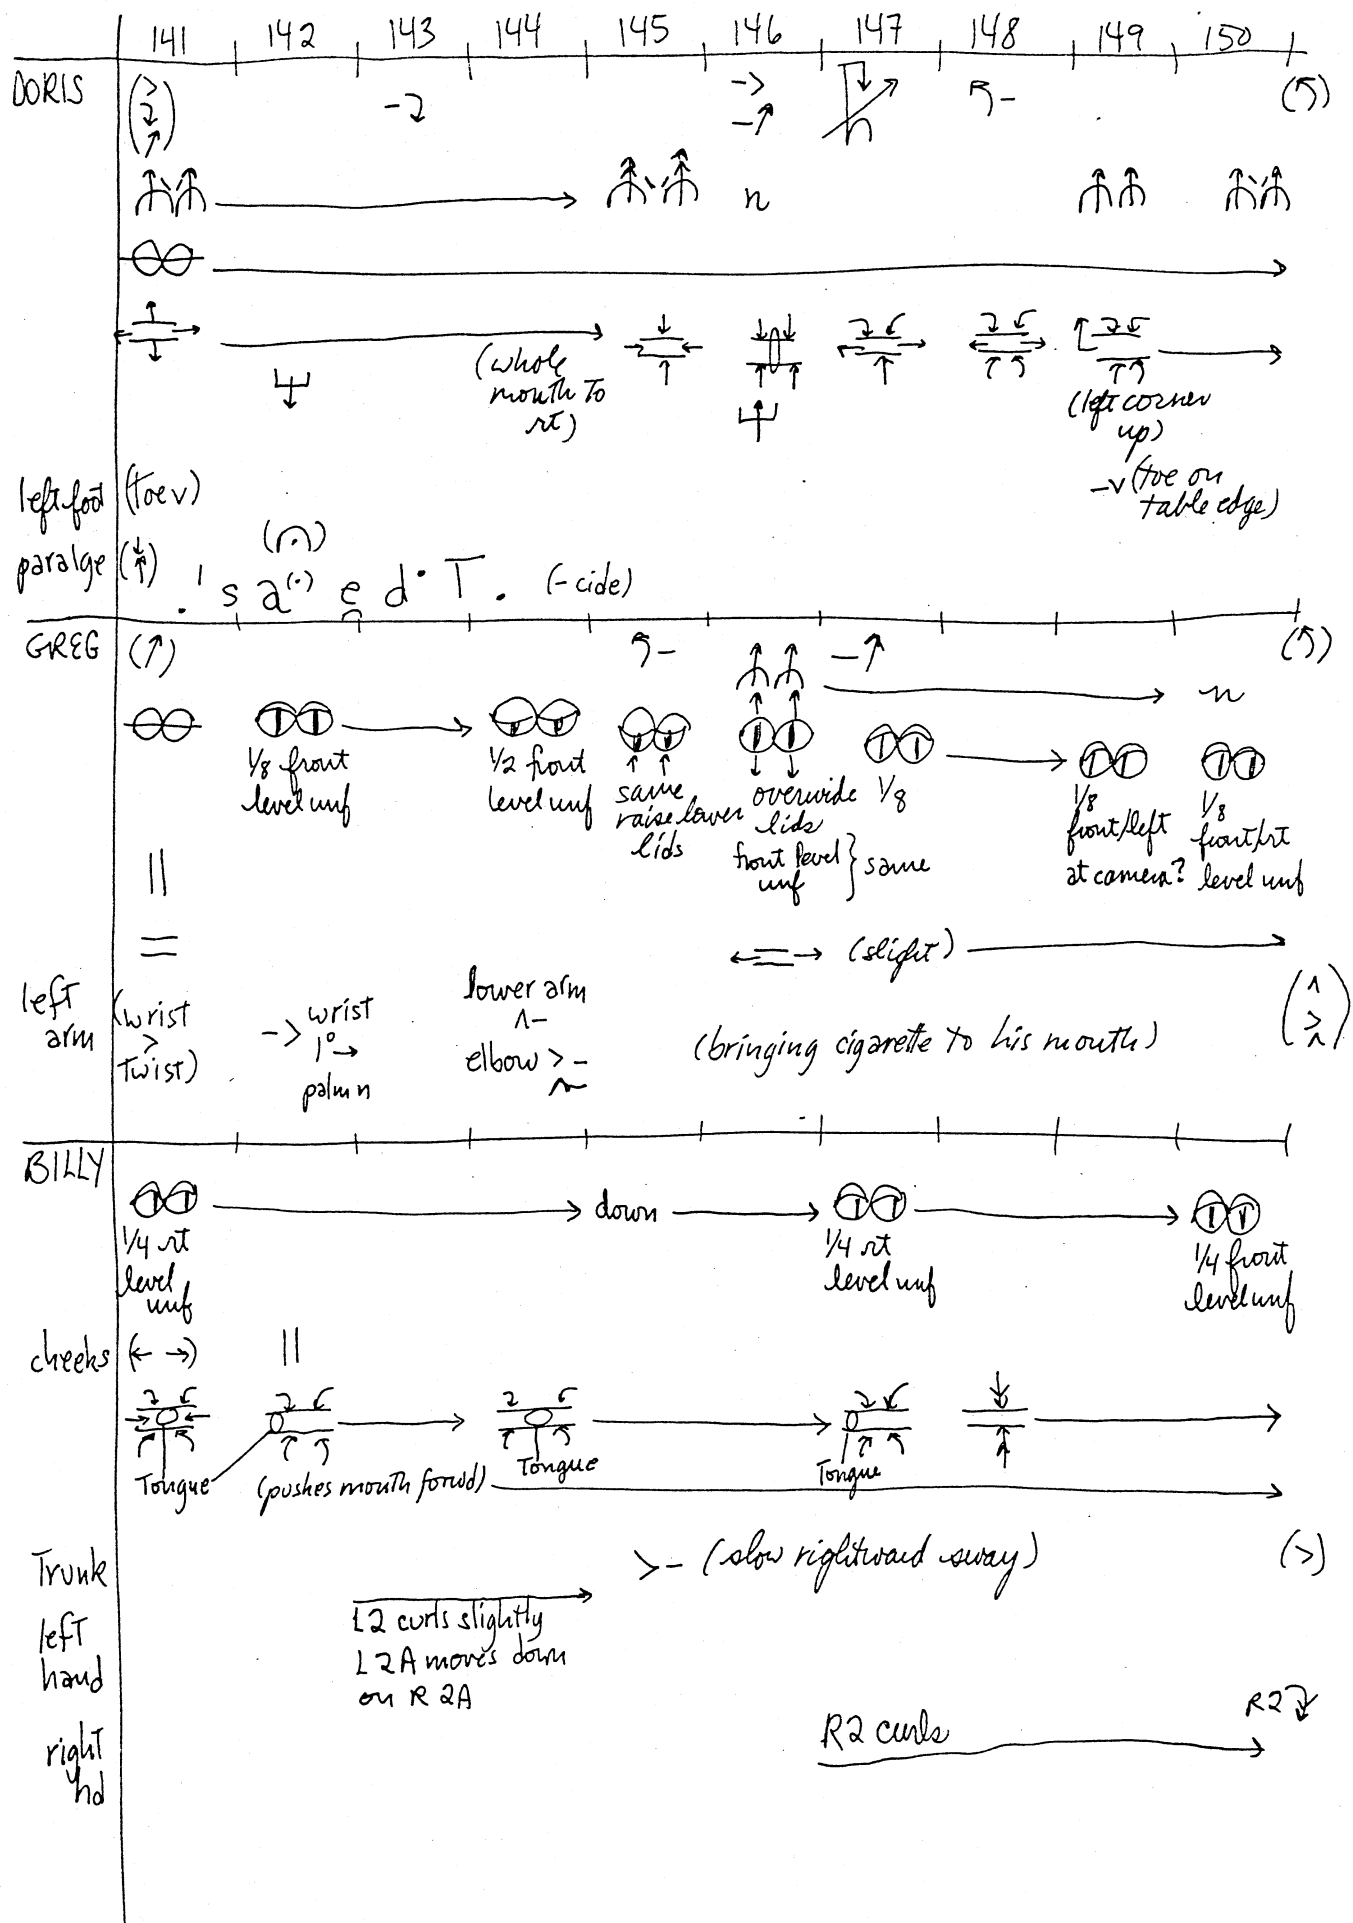 141 142 143 144 145 146 147 148 149 150
DORIS
n
(whole
mouth to
rt)
(left corner
up)
left foot (toe v)
-v (toe on
table edge)
paralge
's a(·) e d· T. (-cide)
GREG
n
1/8 front
level unf
1/2 front
level unf
same
raise lower
lids
overwide
lids
front level
unf } same
1/8
1/8
front/left
at camera?
1/8
front/rt
level unf
(slight)
left
arm
(wrist
>
twist)
-> wrist
1° →
palm n
lower arm
^-
elbow >-
(bringing cigarette to his mouth)
BILLY
1/4 rt
level
unf
down
1/4 rt
level unf
1/4 front
level unf
cheeks (← →)
Tongue
(pushes mouth forwd)
Tongue
Tongue
Trunk
>- (slow rightward sway)
(>)
left
hand
L2 curls slightly
L2A moves down
on R 2A
right
hd
R2 curls
R2